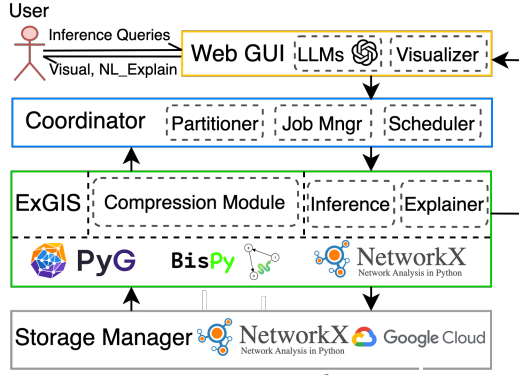 User
Inference Queries
Visual, NL_Explain
Web GUI LLMs Visualizer
Coordinator Partitioner Job Mngr Scheduler
ExGIS Compression Module Inference Explainer
PyG BisPy NetworkX
Network Analysis in Python
Storage Manager NetworkX Google Cloud
Network Analysis in Python